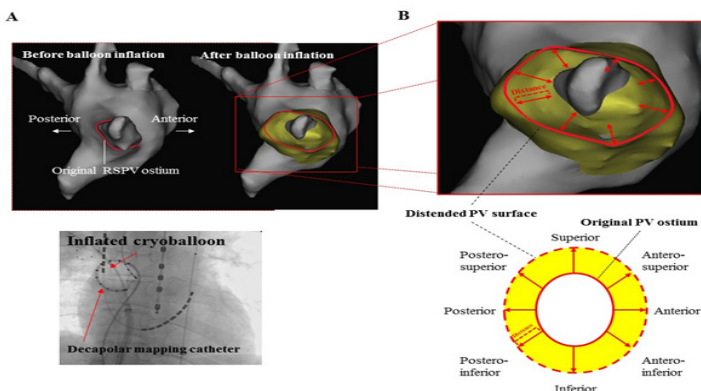 A
B
Before balloon inflation
After balloon inflation
Posterior
Anterior
Original RSPV ostium
Distance
Inflated cryoballoon
Decapolar mapping catheter
Distended PV surface
Original PV ostium
Superior
Postero-
superior
Antero-
superior
Posterior
Anterior
Distance
Postero-
inferior
Antero-
inferior
Inferior